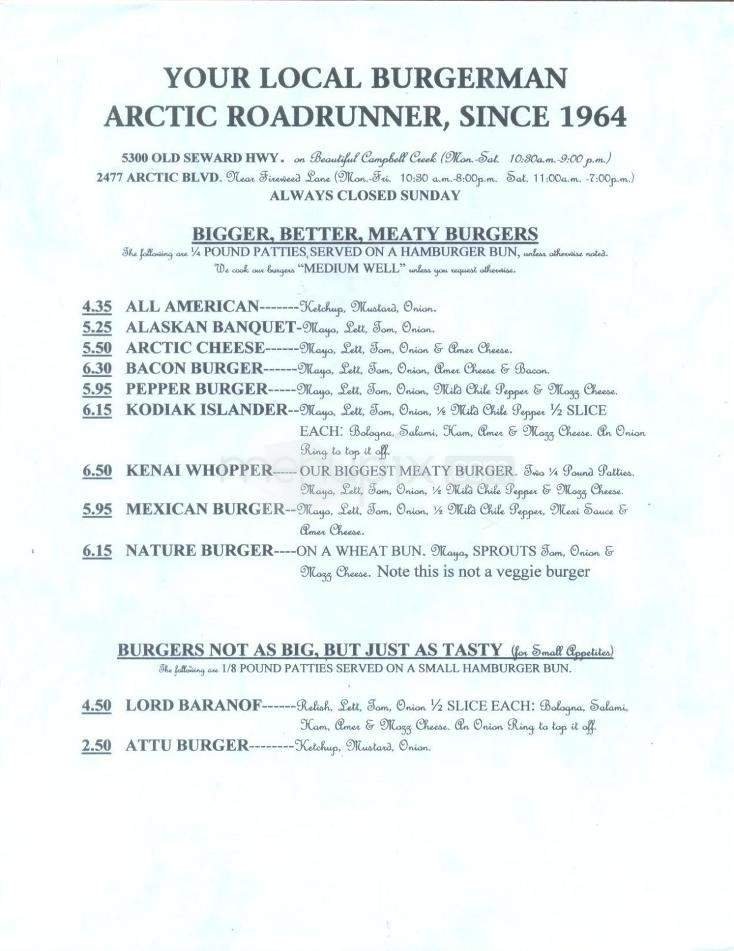 YOUR LOCAL BURGERMAN
ARCTIC ROADRUNNER, SINCE 1964
5300 OLD SEWARD HWY. on Beautiful Campbell Creek (Mon.-Sat. 10:30a.m.-9:00 p.m.)
2477 ARCTIC BLVD. Near Fireweed Lane (Mon.-Fri. 10:30 a.m.-8:00p.m. Sat. 11:00a.m. -7:00p.m.)
ALWAYS CLOSED SUNDAY
BIGGER, BETTER, MEATY BURGERS
The following are ¼ POUND PATTIES SERVED ON A HAMBURGER BUN, unless otherwise noted.
We cook our burgers "MEDIUM WELL" unless you request otherwise.
4.35 ALL AMERICAN-------Ketchup, Mustard, Onion.
5.25 ALASKAN BANQUET-Mayo, Lett, Tom, Onion.
5.50 ARCTIC CHEESE------Mayo, Lett, Tom, Onion & Amer Cheese.
6.30 BACON BURGER------Mayo, Lett, Tom, Onion, Amer Cheese & Bacon.
5.95 PEPPER BURGER-----Mayo, Lett, Tom, Onion, Mild Chile Pepper & Mozz Cheese.
6.15 KODIAK ISLANDER--Mayo, Lett, Tom, Onion, ½ Mild Chile Pepper ½ SLICE
EACH: Bologna, Salami, Ham, Amer & Mozz Cheese. An Onion
Ring to top it off.
6.50 KENAI WHOPPER-----OUR BIGGEST MEATY BURGER. Two ¼ Pound Patties.
Mayo, Lett, Tom, Onion, ½ Mild Chile Pepper & Mozz Cheese.
5.95 MEXICAN BURGER--Mayo, Lett, Tom, Onion, ½ Mild Chile Pepper, Mexi Sauce &
Amer Cheese.
6.15 NATURE BURGER----ON A WHEAT BUN. Mayo, SPROUTS Tom, Onion &
Mozz Cheese. Note this is not a veggie burger
BURGERS NOT AS BIG, BUT JUST AS TASTY (for Small Appetites)
The following are 1/8 POUND PATTIES SERVED ON A SMALL HAMBURGER BUN.
4.50 LORD BARANOF------Relish, Lett, Tom, Onion ½ SLICE EACH: Bologna, Salami,
Ham, Amer & Mozz Cheese. An Onion Ring to top it off.
2.50 ATTU BURGER--------Ketchup, Mustard, Onion.